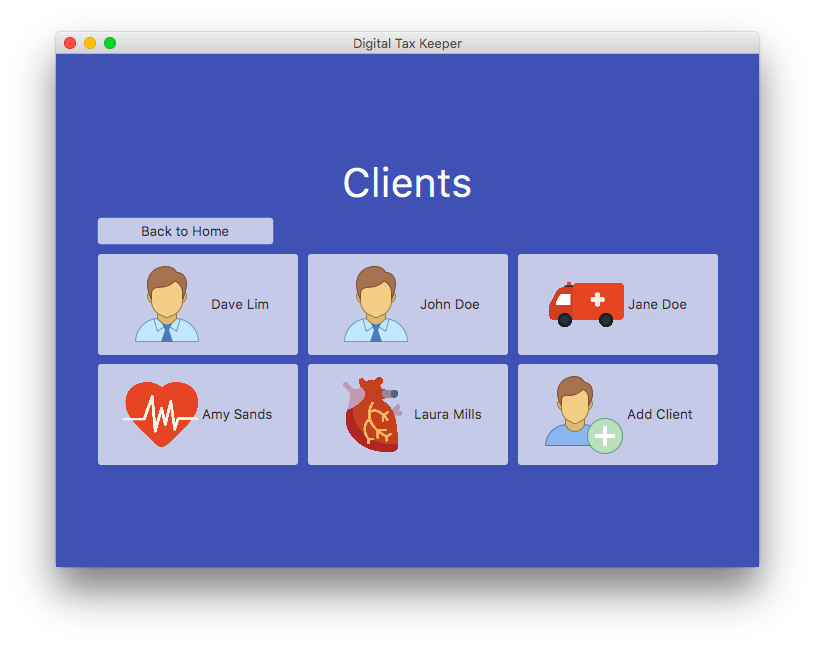 Digital Tax Keeper
Clients
Back to Home
Dave Lim
John Doe
Jane Doe
Amy Sands
Laura Mills
Add Client